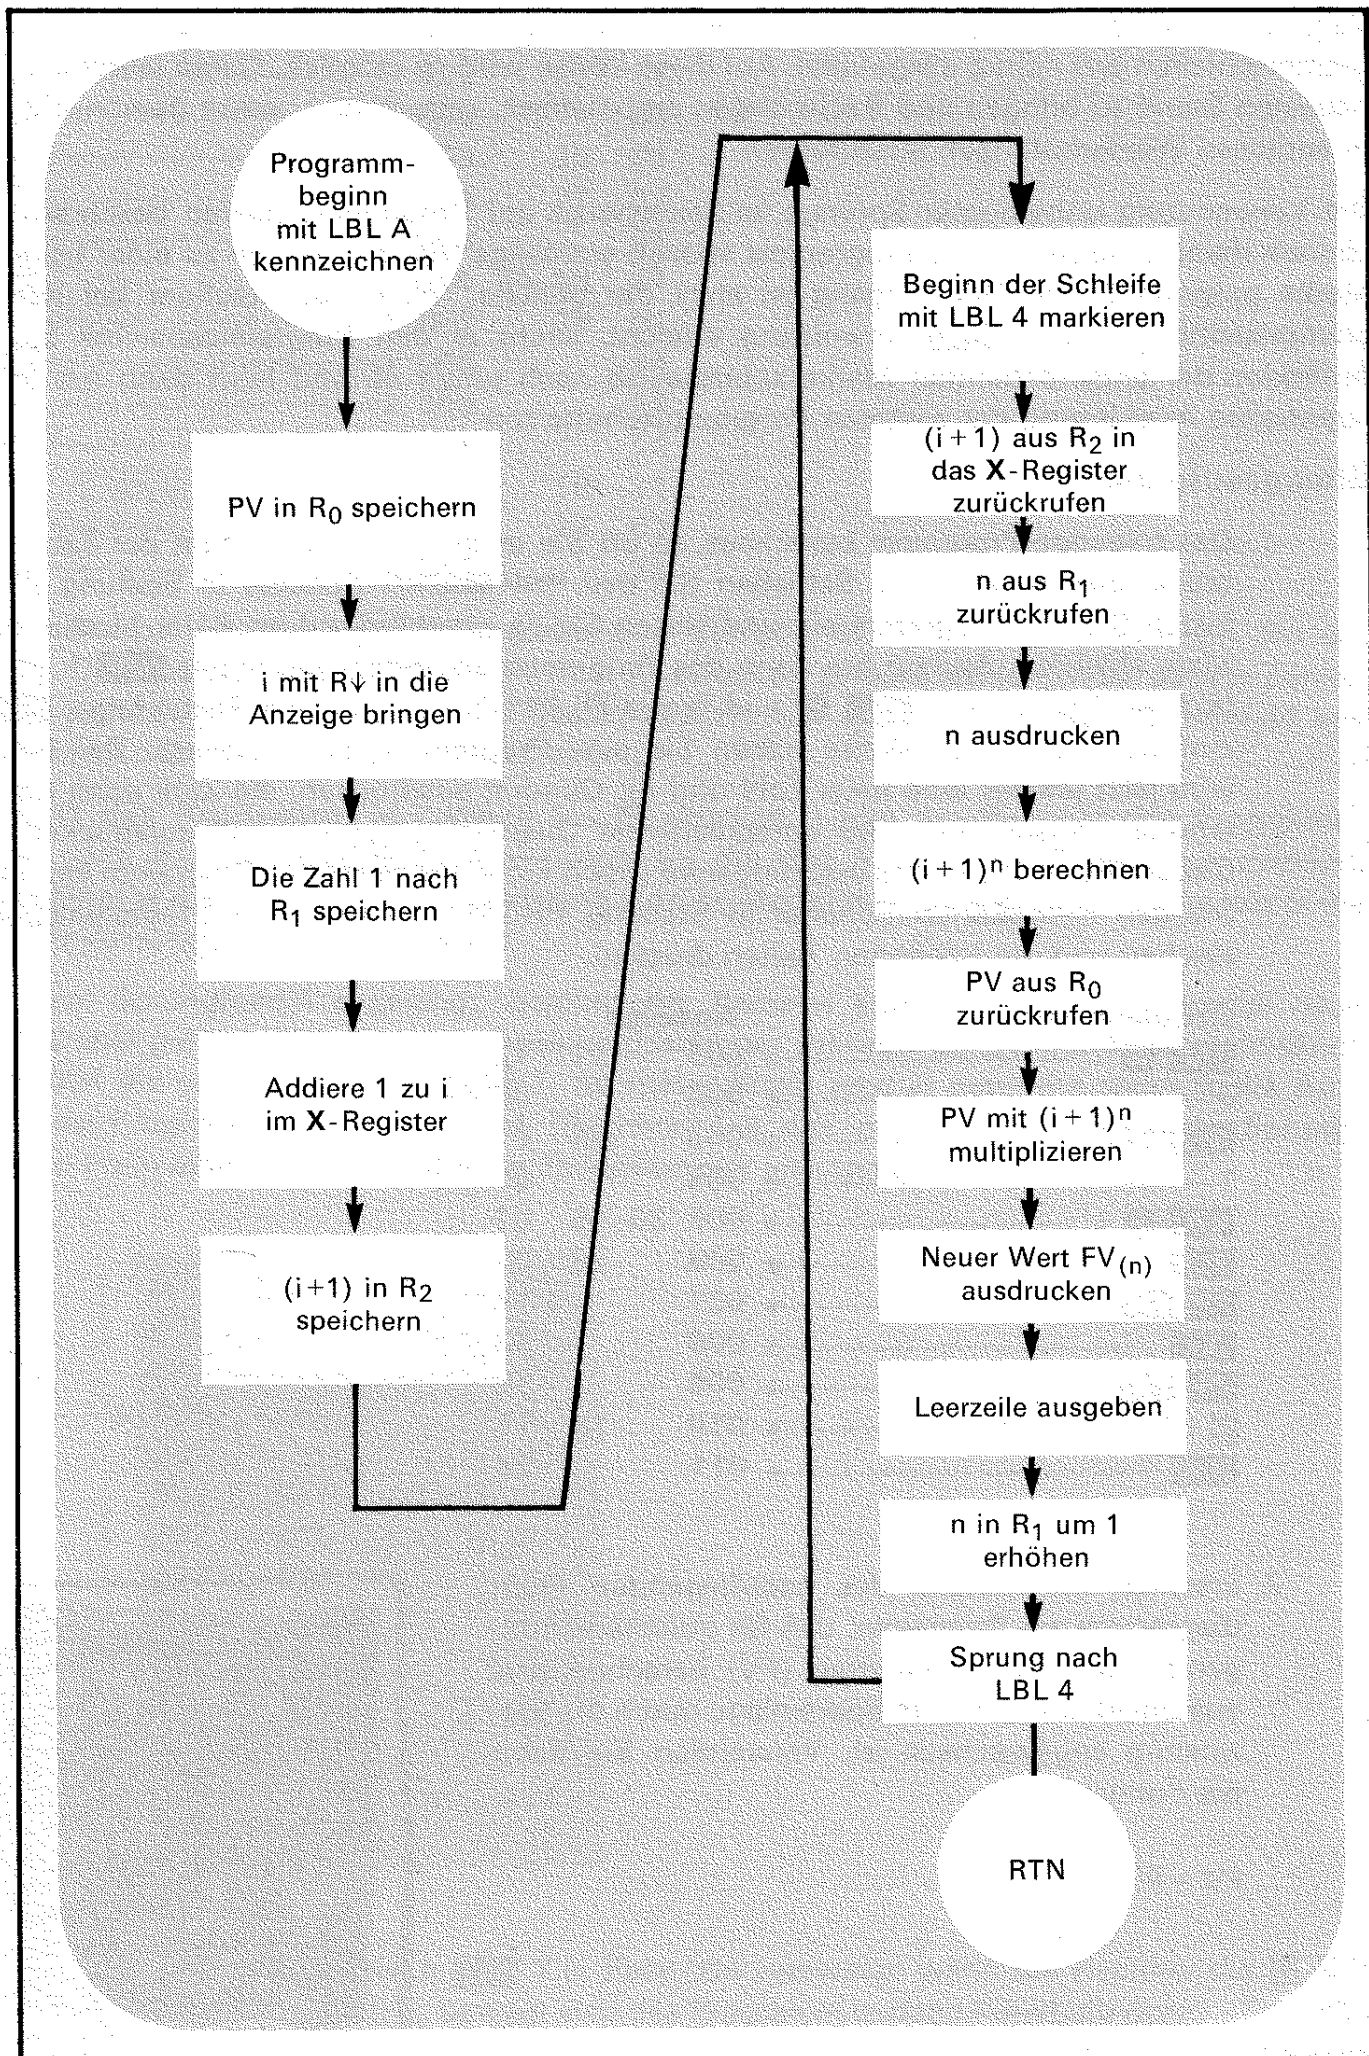 Programm-
beginn
mit LBL A
kennzeichnen
PV in R₀ speichern
i mit R↓ in die
Anzeige bringen
Die Zahl 1 nach
R₁ speichern
Addiere 1 zu i
im X-Register
(i+1) in R₂
speichern
Beginn der Schleife
mit LBL 4 markieren
(i + 1) aus R₂ in
das X-Register
zurückrufen
n aus R₁
zurückrufen
n ausdrucken
(i + 1)ⁿ berechnen
PV aus R₀
zurückrufen
PV mit (i + 1)ⁿ
multiplizieren
Neuer Wert FV₍ₙ₎
ausdrucken
Leerzeile ausgeben
n in R₁ um 1
erhöhen
Sprung nach
LBL 4
RTN